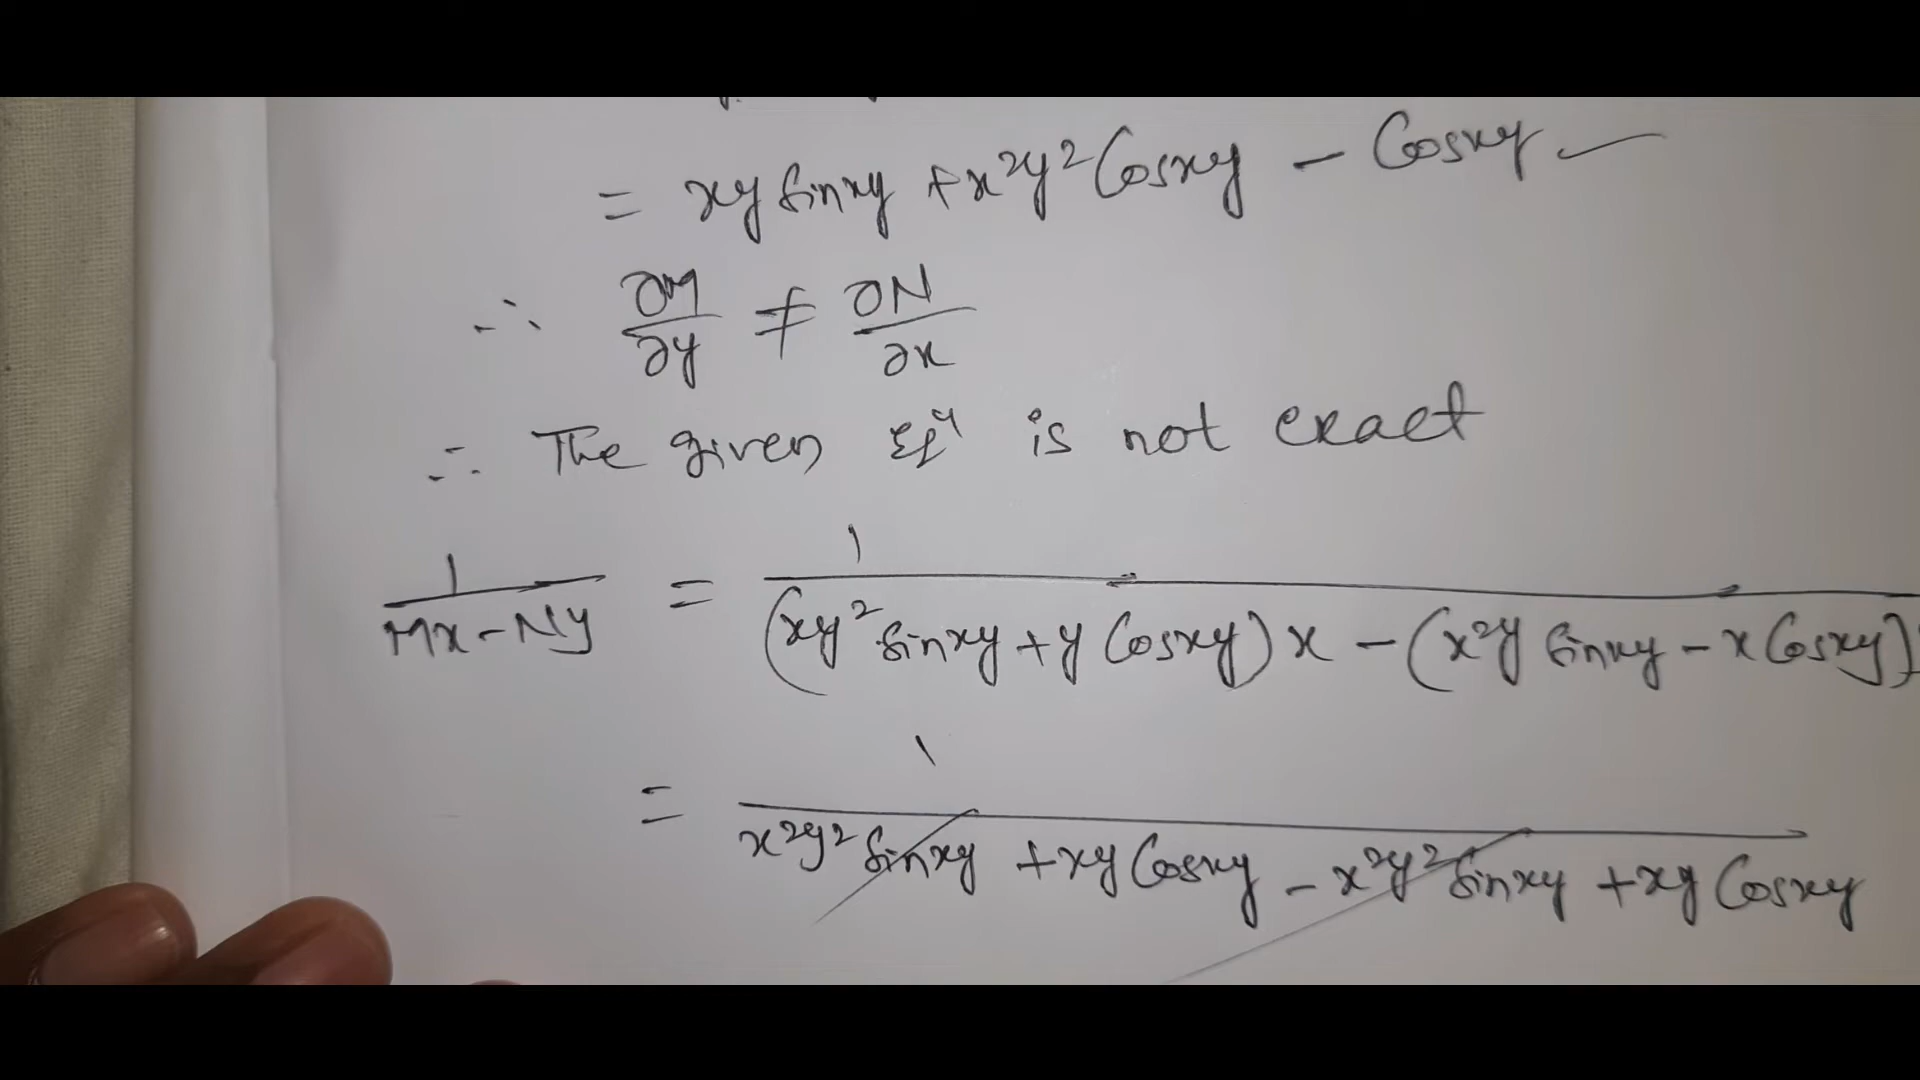 = xy sinxy + x²y² Cosxy - Cosxy
∴ ∂M/∂y ≠ ∂N/∂x
∴ The given Eqⁿ is not exact
1/(Mx - Ny) = 1/((xy² sinxy + y Cosxy) x - (x²y sinxy - x Cosxy)
= 1/(x²y² sinxy + xy Cosxy - x²y² sinxy + xy Cosxy)